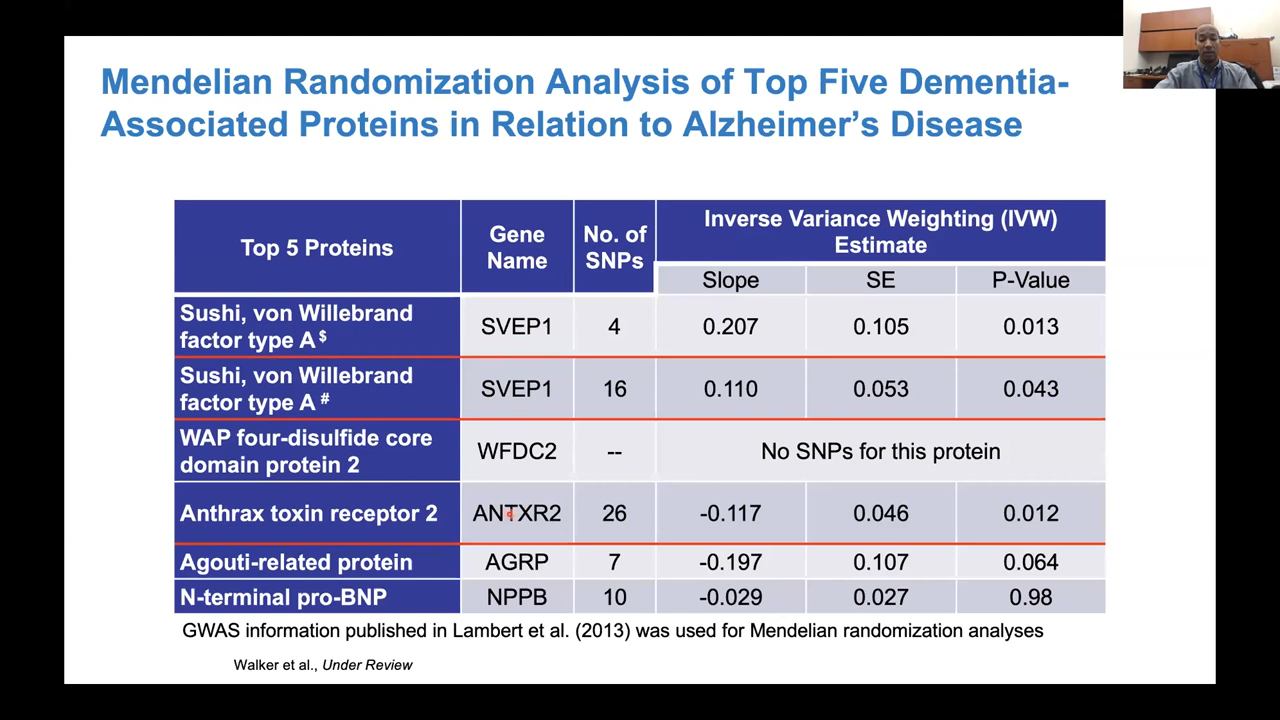 Mendelian Randomization Analysis of Top Five Dementia-
Associated Proteins in Relation to Alzheimer's Disease
Top 5 Proteins
Gene
Name
No. of
SNPs
Inverse Variance Weighting (IVW)
Estimate
Slope SE P-Value
Sushi, von Willebrand
factor type A $
SVEP1 4 0.207 0.105 0.013
Sushi, von Willebrand
factor type A #
SVEP1 16 0.110 0.053 0.043
WAP four-disulfide core
domain protein 2
WFDC2 -- No SNPs for this protein
Anthrax toxin receptor 2 ANTXR2 26 -0.117 0.046 0.012
Agouti-related protein AGRP 7 -0.197 0.107 0.064
N-terminal pro-BNP NPPB 10 -0.029 0.027 0.98
GWAS information published in Lambert et al. (2013) was used for Mendelian randomization analyses
Walker et al., Under Review